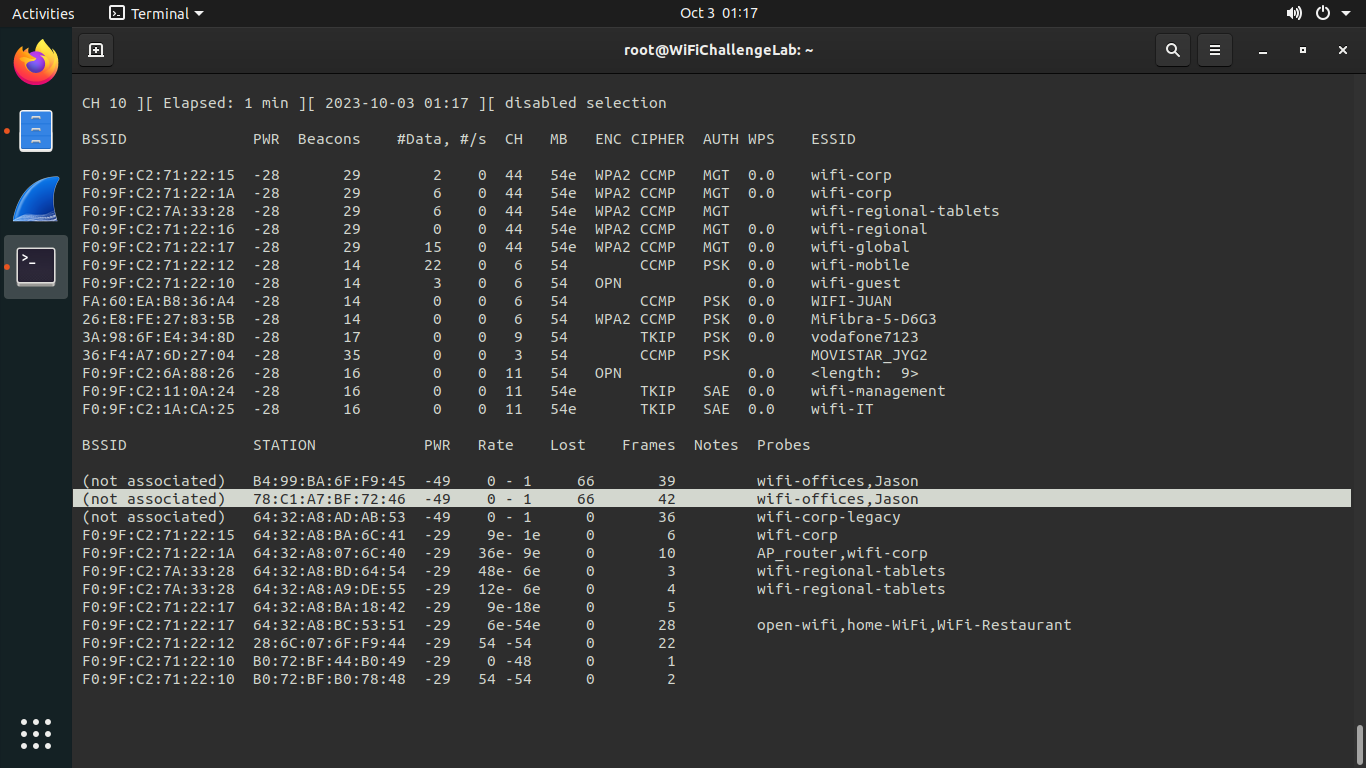 Activities Terminal Oct 3 01:17
root@WiFiChallengeLab: ~
CH 10 ][ Elapsed: 1 min ][ 2023-10-03 01:17 ][ disabled selection
BSSID PWR Beacons #Data, #/s CH MB ENC CIPHER AUTH WPS ESSID
F0:9F:C2:71:22:15 -28 29 2 0 44 54e WPA2 CCMP MGT 0.0 wifi-corp
F0:9F:C2:71:22:1A -28 29 6 0 44 54e WPA2 CCMP MGT 0.0 wifi-corp
F0:9F:C2:7A:33:28 -28 29 6 0 44 54e WPA2 CCMP MGT wifi-regional-tablets
F0:9F:C2:71:22:16 -28 29 0 0 44 54e WPA2 CCMP MGT 0.0 wifi-regional
F0:9F:C2:71:22:17 -28 29 15 0 44 54e WPA2 CCMP MGT 0.0 wifi-global
F0:9F:C2:71:22:12 -28 14 22 0 6 54 CCMP PSK 0.0 wifi-mobile
F0:9F:C2:71:22:10 -28 14 3 0 6 54 OPN 0.0 wifi-guest
FA:60:EA:B8:36:A4 -28 14 0 0 6 54 CCMP PSK 0.0 WIFI-JUAN
26:E8:FE:27:83:5B -28 14 0 0 6 54 WPA2 CCMP PSK 0.0 MiFibra-5-D6G3
3A:98:6F:E4:34:8D -28 17 0 0 9 54 TKIP PSK 0.0 vodafone7123
36:F4:A7:6D:27:04 -28 35 0 0 3 54 CCMP PSK MOVISTAR_JYG2
F0:9F:C2:6A:88:26 -28 16 0 0 11 54 OPN 0.0 <length: 9>
F0:9F:C2:11:0A:24 -28 16 0 0 11 54e TKIP SAE 0.0 wifi-management
F0:9F:C2:1A:CA:25 -28 16 0 0 11 54e TKIP SAE 0.0 wifi-IT
BSSID STATION PWR Rate Lost Frames Notes Probes
(not associated) B4:99:BA:6F:F9:45 -49 0 - 1 66 39 wifi-offices,Jason
(not associated) 78:C1:A7:BF:72:46 -49 0 - 1 66 42 wifi-offices,Jason
(not associated) 64:32:A8:AD:AB:53 -49 0 - 1 0 36 wifi-corp-legacy
F0:9F:C2:71:22:15 64:32:A8:BA:6C:41 -29 9e- 1e 0 6 wifi-corp
F0:9F:C2:71:22:1A 64:32:A8:07:6C:40 -29 36e- 9e 0 10 AP_router,wifi-corp
F0:9F:C2:7A:33:28 64:32:A8:BD:64:54 -29 48e- 6e 0 3 wifi-regional-tablets
F0:9F:C2:7A:33:28 64:32:A8:A9:DE:55 -29 12e- 6e 0 4 wifi-regional-tablets
F0:9F:C2:71:22:17 64:32:A8:BA:18:42 -29 9e-18e 0 5
F0:9F:C2:71:22:17 64:32:A8:BC:53:51 -29 6e-54e 0 28 open-wifi,home-WiFi,WiFi-Restaurant
F0:9F:C2:71:22:12 28:6C:07:6F:F9:44 -29 54 -54 0 22
F0:9F:C2:71:22:10 B0:72:BF:44:B0:49 -29 0 -48 0 1
F0:9F:C2:71:22:10 B0:72:BF:B0:78:48 -29 54 -54 0 2